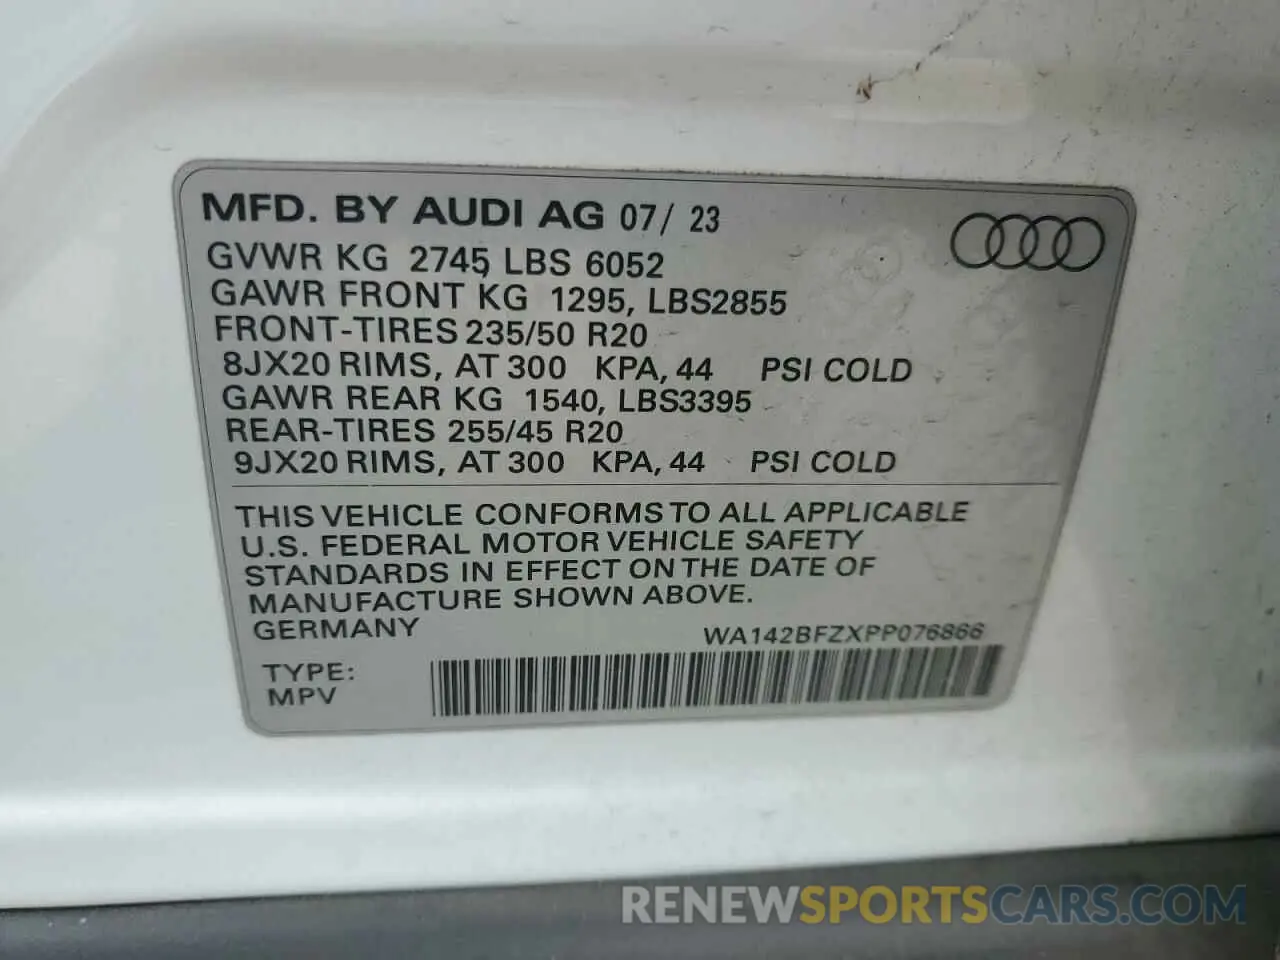 MFD. BY AUDI AG 07/ 23
GVWR KG 2745, LBS 6052
GAWR FRONT KG 1295, LBS2855
FRONT-TIRES 235/50 R20
8JX20 RIMS, AT 300 KPA, 44 PSI COLD
GAWR REAR KG 1540, LBS3395
REAR-TIRES 255/45 R20
9JX20 RIMS, AT 300 KPA, 44 PSI COLD
THIS VEHICLE CONFORMS TO ALL APPLICABLE
U.S. FEDERAL MOTOR VEHICLE SAFETY
STANDARDS IN EFFECT ON THE DATE OF
MANUFACTURE SHOWN ABOVE.
GERMANY WA142BFZXPP076866
TYPE:
MPV
RENEWSPORTSCARS.COM